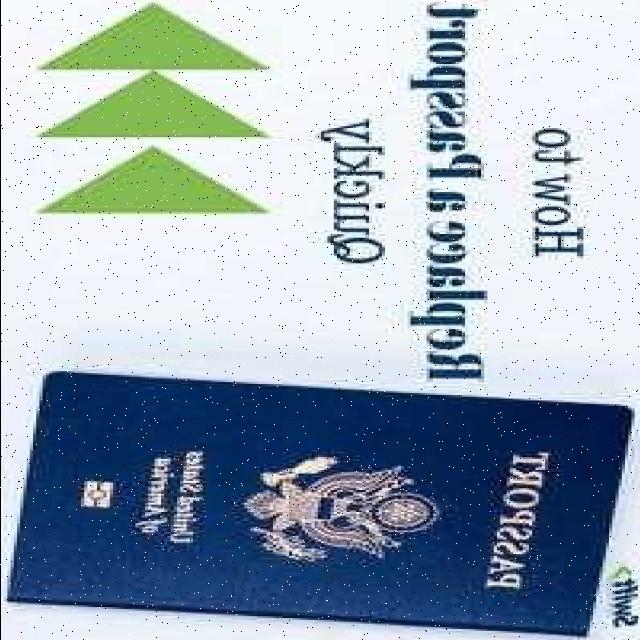 How to
Replace a Passport
Quickly
PASSPORT
United States
of America